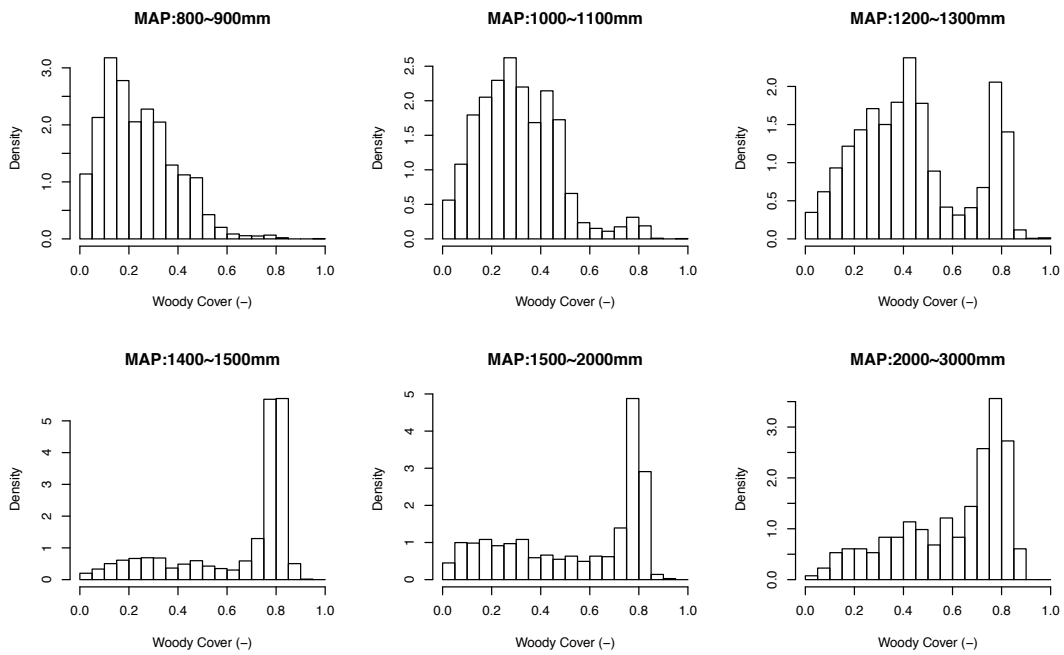 MAP:800~900mm
Density
0.0 1.0 2.0 3.0
0.0 0.2 0.4 0.6 0.8 1.0
Woody Cover (−)
MAP:1000~1100mm
Density
0.0 0.5 1.0 1.5 2.0 2.5
0.0 0.2 0.4 0.6 0.8 1.0
Woody Cover (−)
MAP:1200~1300mm
Density
0.0 0.5 1.0 1.5 2.0
0.0 0.2 0.4 0.6 0.8 1.0
Woody Cover (−)
MAP:1400~1500mm
Density
0 1 2 3 4 5
0.0 0.2 0.4 0.6 0.8 1.0
Woody Cover (−)
MAP:1500~2000mm
Density
0 1 2 3 4 5
0.0 0.2 0.4 0.6 0.8 1.0
Woody Cover (−)
MAP:2000~3000mm
Density
0.0 1.0 2.0 3.0
0.0 0.2 0.4 0.6 0.8 1.0
Woody Cover (−)